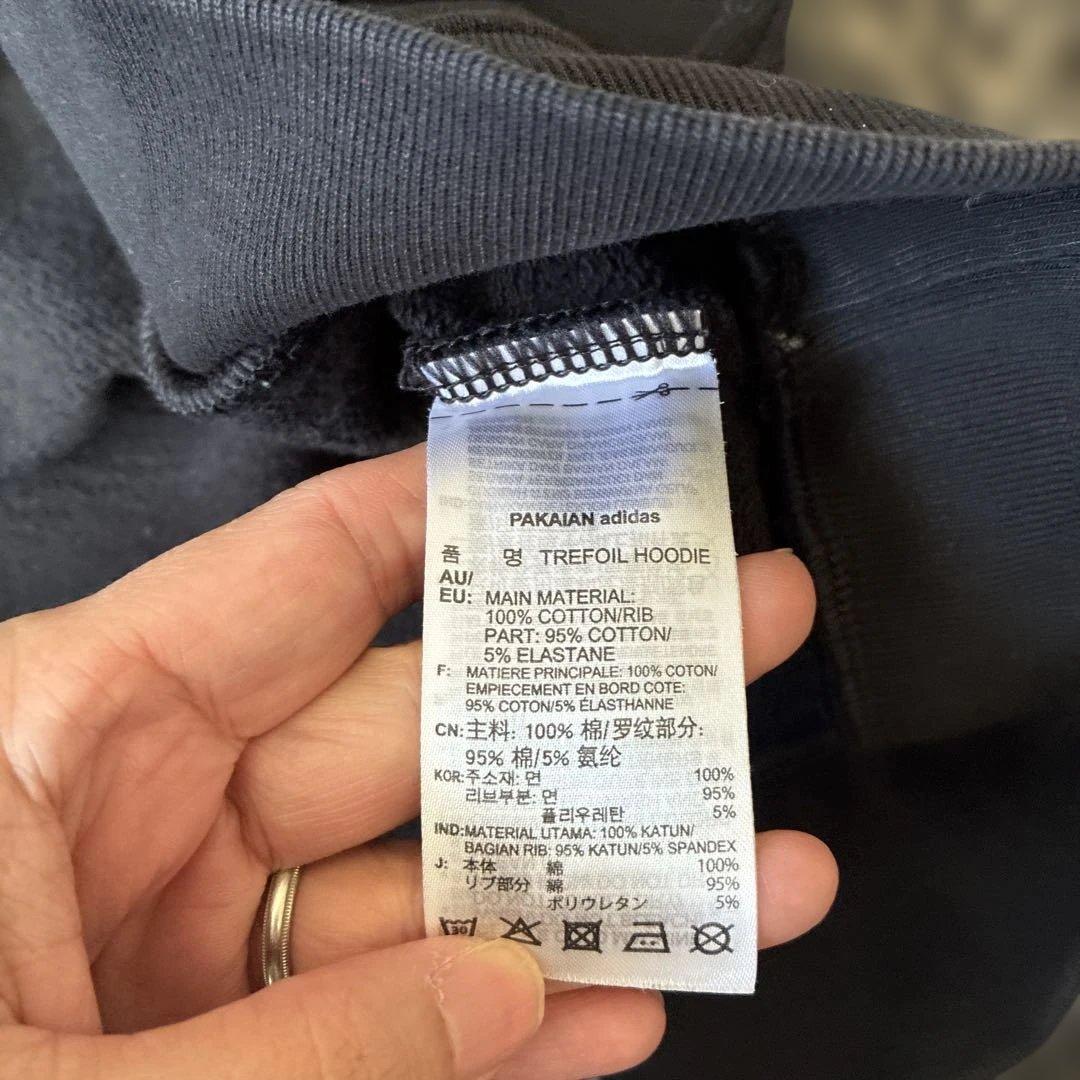 PAKAIAN adidas
품 명 TREFOIL HOODIE
AU/
EU: MAIN MATERIAL:
100% COTTON/RIB
PART: 95% COTTON/
5% ELASTANE
F: MATIERE PRINCIPALE: 100% COTON/
EMPIECEMENT EN BORD COTE:
95% COTON/5% ÉLASTHANNE
CN:主料: 100% 棉/罗纹部分:
95% 棉/5% 氨纶
KOR:주소재: 면 100%
리브부분: 면 95%
폴리우레탄 5%
IND:MATERIAL UTAMA: 100% KATUN/
BAGIAN RIB: 95% KATUN/5% SPANDEX
J: 本体 綿 100%
リブ部分 綿 95%
ポリウレタン 5%